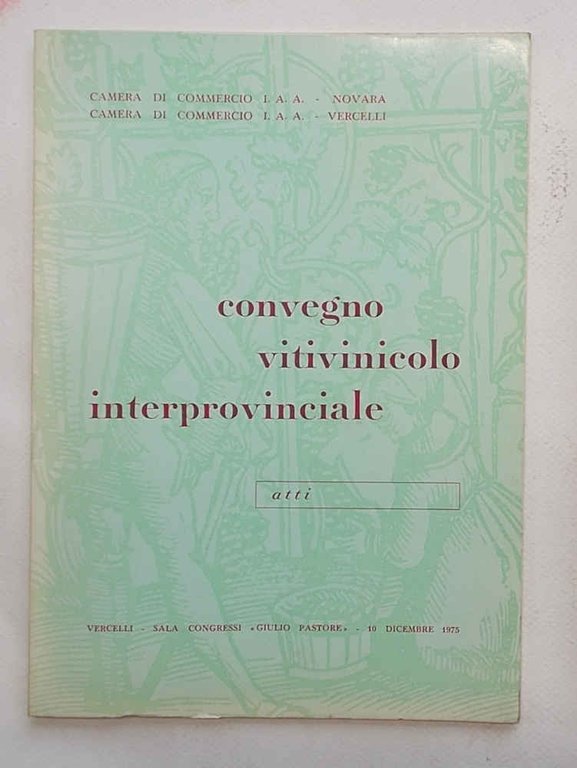 CAMERA DI COMMERCIO I. A. A. - NOVARA
CAMERA DI COMMERCIO I. A. A. - VERCELLI
convegno
vitivinicolo
interprovinciale
atti
VERCELLI - SALA CONGRESSI «GIULIO PASTORE» - 10 DICEMBRE 1975